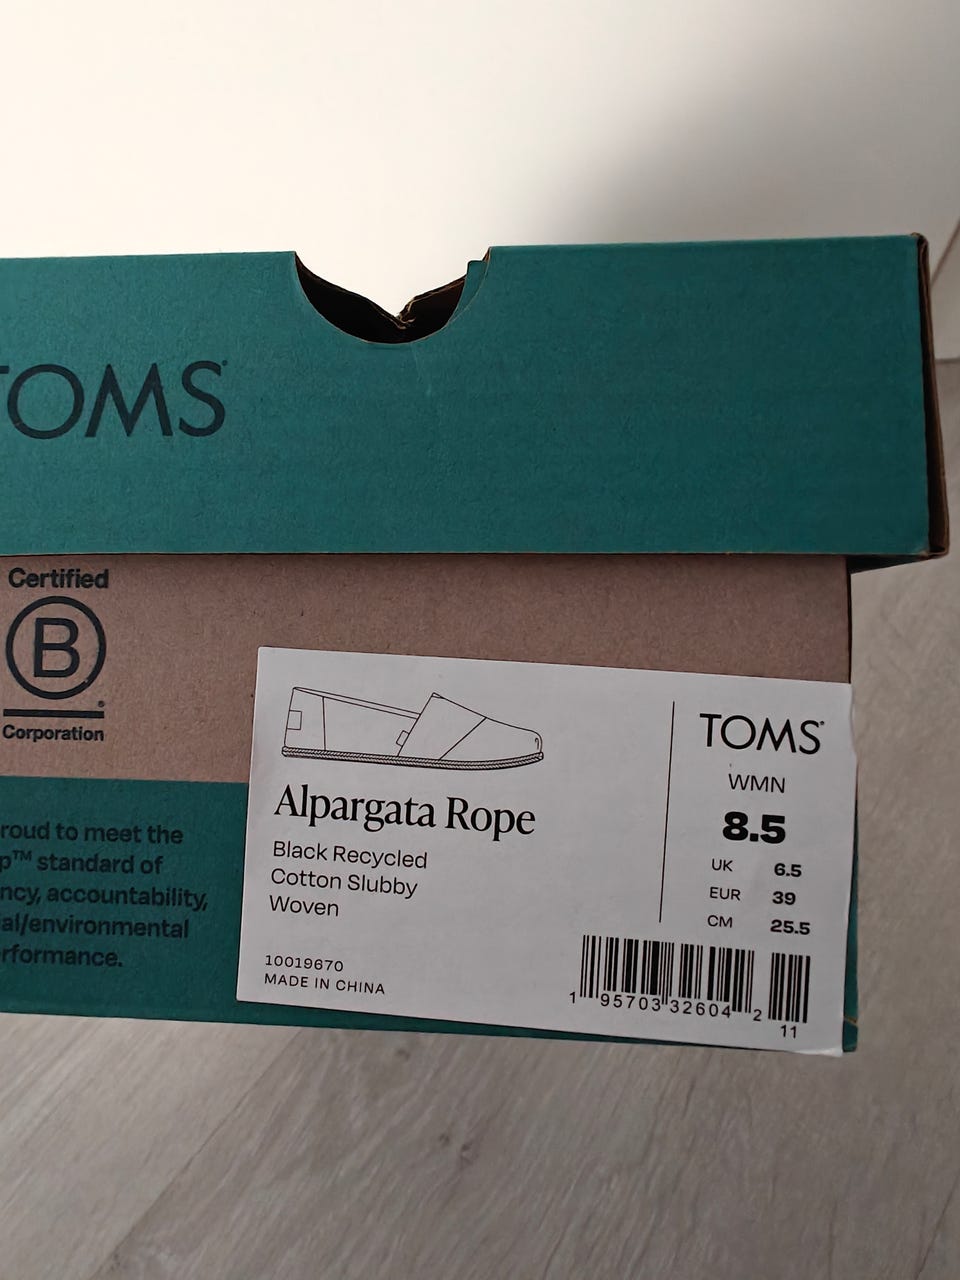 TOMS
Certified
B
Corporation
roud to meet the
p™ standard of
ncy, accountability,
ial/environmental
rformance.
Alpargata Rope
Black Recycled
Cotton Slubby
Woven
10019670
MADE IN CHINA
TOMS
WMN
8.5
UK 6.5
EUR 39
CM 25.5
1 95703 32604 2
11